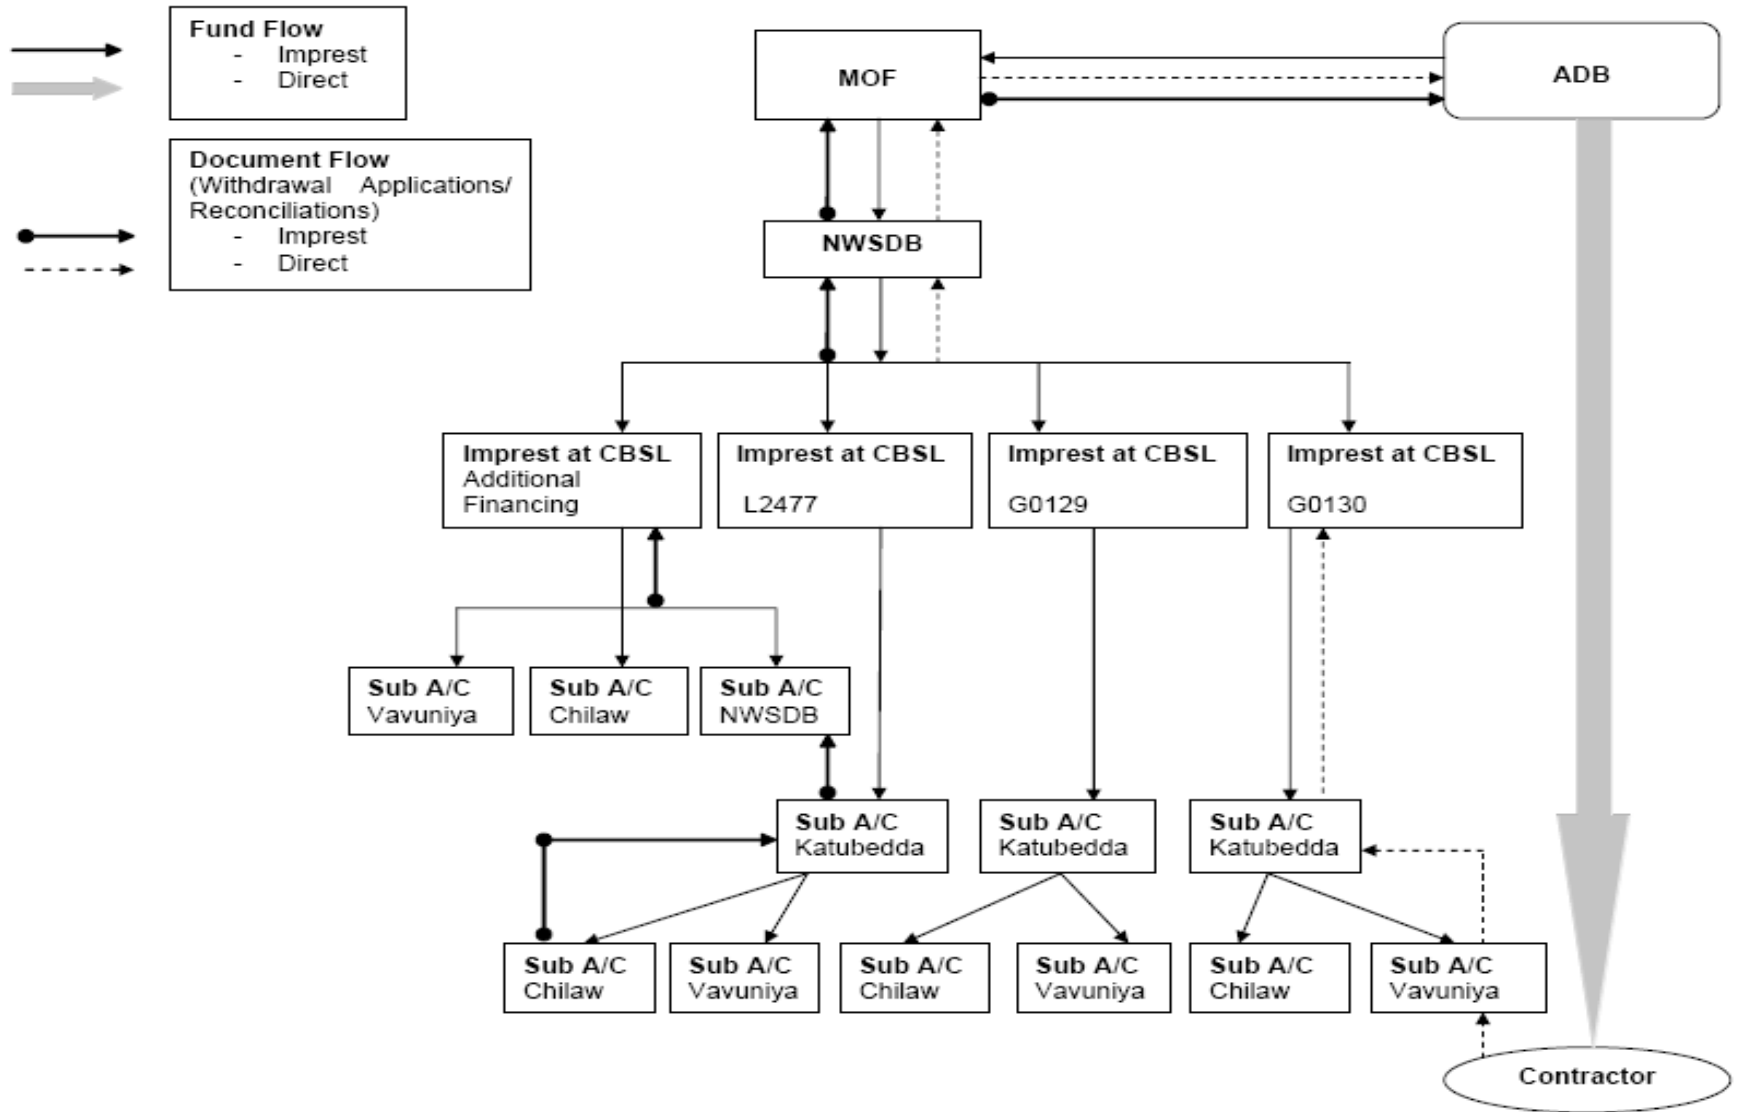 Fund Flow
- Imprest
- Direct
Document Flow
(Withdrawal Applications/
Reconciliations)
- Imprest
- Direct
MOF
ADB
NWSDB
Imprest at CBSL
Additional
Financing
Imprest at CBSL
L2477
Imprest at CBSL
G0129
Imprest at CBSL
G0130
Sub A/C
Vavuniya
Sub A/C
Chilaw
Sub A/C
NWSDB
Sub A/C
Katubedda
Sub A/C
Katubedda
Sub A/C
Katubedda
Sub A/C
Chilaw
Sub A/C
Vavuniya
Sub A/C
Chilaw
Sub A/C
Vavuniya
Sub A/C
Chilaw
Sub A/C
Vavuniya
Contractor